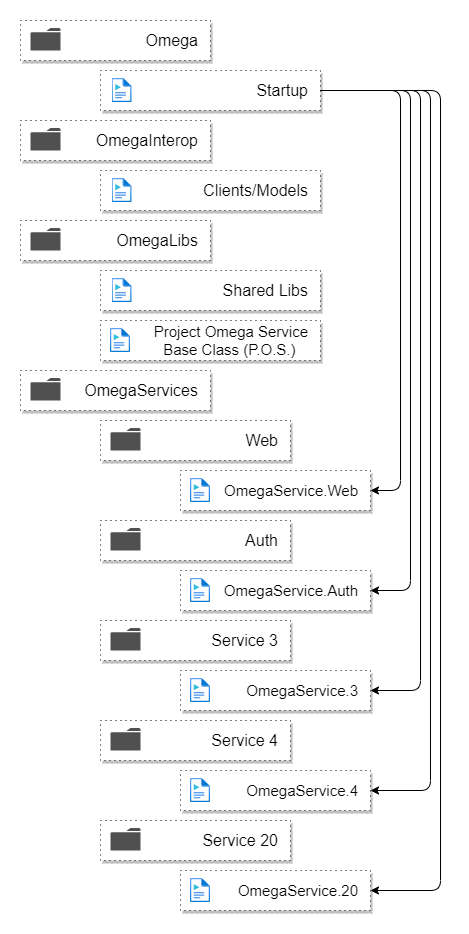 Omega
Startup
OmegaInterop
Clients/Models
OmegaLibs
Shared Libs
Project Omega Service
Base Class (P.O.S.)
OmegaServices
Web
OmegaService.Web
Auth
OmegaService.Auth
Service 3
OmegaService.3
Service 4
OmegaService.4
Service 20
OmegaService.20